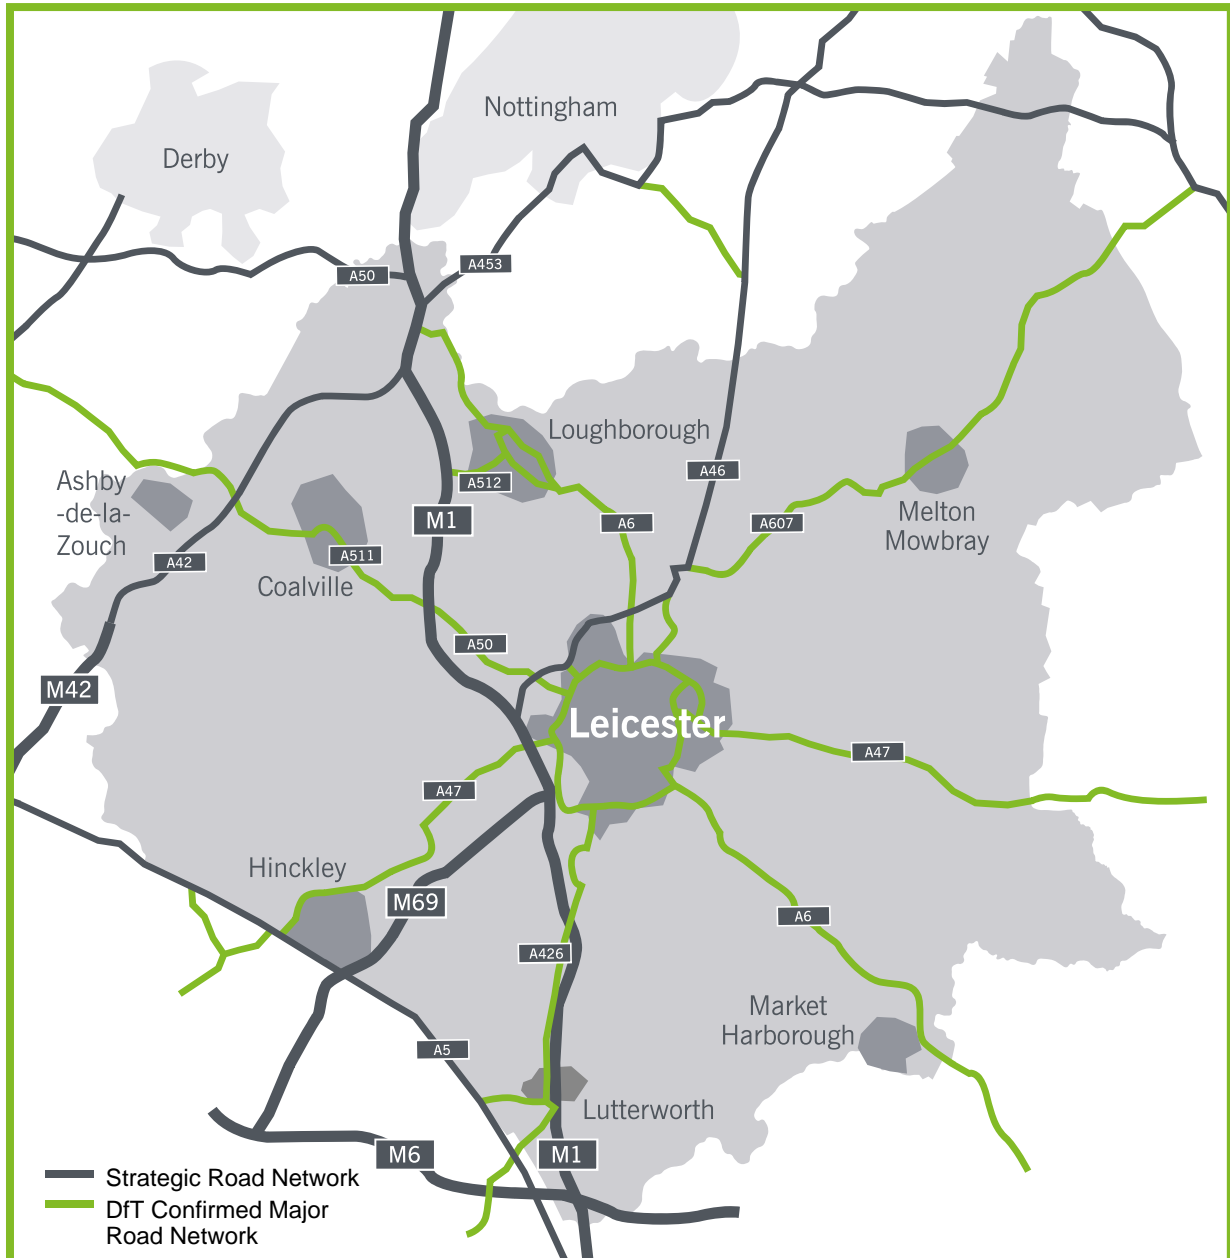 Nottingham
Derby
A453
A50
Loughborough
A46
Ashby
-de-la-
Zouch
A512
M1
A6
A607
Melton
Mowbray
A42
A511
Coalville
A50
M42
Leicester
A47
A47
Hinckley
M69
A6
A426
Market
Harborough
A5
Lutterworth
M6
M1
Strategic Road Network
DfT Confirmed Major
Road Network